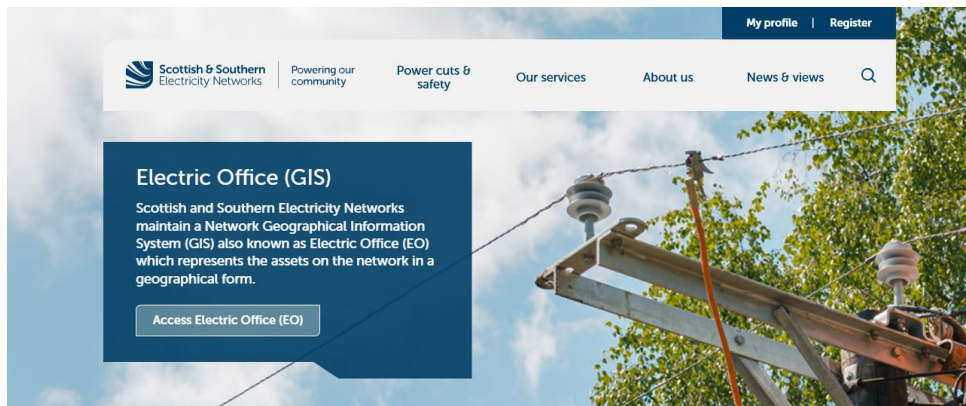 My profile | Register
Scottish & Southern
Electricity Networks
Powering our
community
Power cuts &
safety
Our services
About us
News & views
Electric Office (GIS)
Scottish and Southern Electricity Networks
maintain a Network Geographical Information
System (GIS) also known as Electric Office (EO)
which represents the assets on the network in a
geographical form.
Access Electric Office (EO)